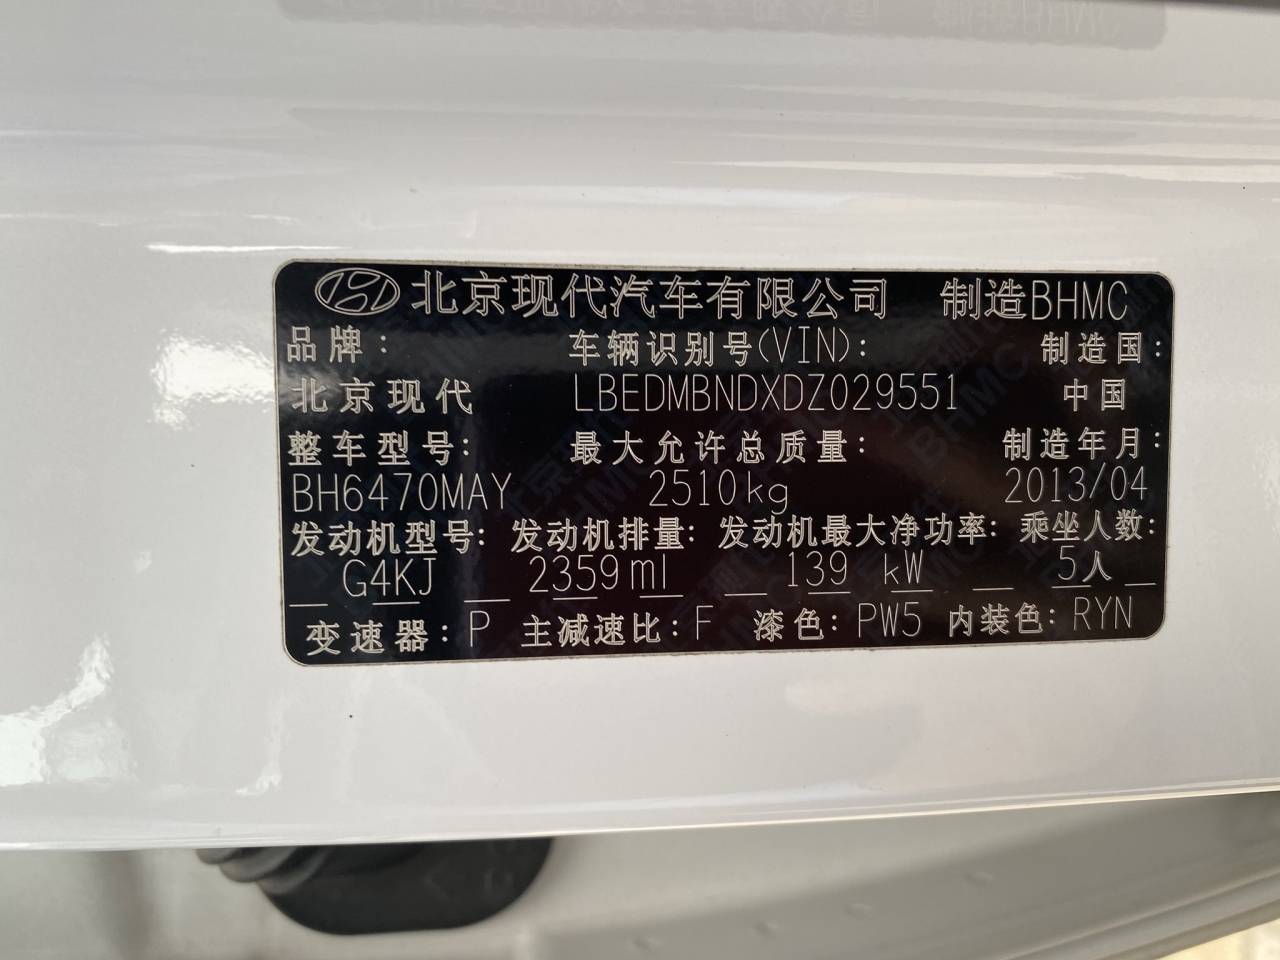 北京现代汽车有限公司 制造BHMC
品牌: 车辆识别号(VIN): 制造国:
北京现代 LBEDMBNDXDZ029551 中国
整车型号: 最大允许总质量: 制造年月:
BH6470MAY 2510kg 2013/04
发动机型号: 发动机排量: 发动机最大净功率: 乘坐人数:
G4KJ 2359ml 139 kW 5人
变速器: P 主减速比: F 漆色: PW5 内装色: RYN